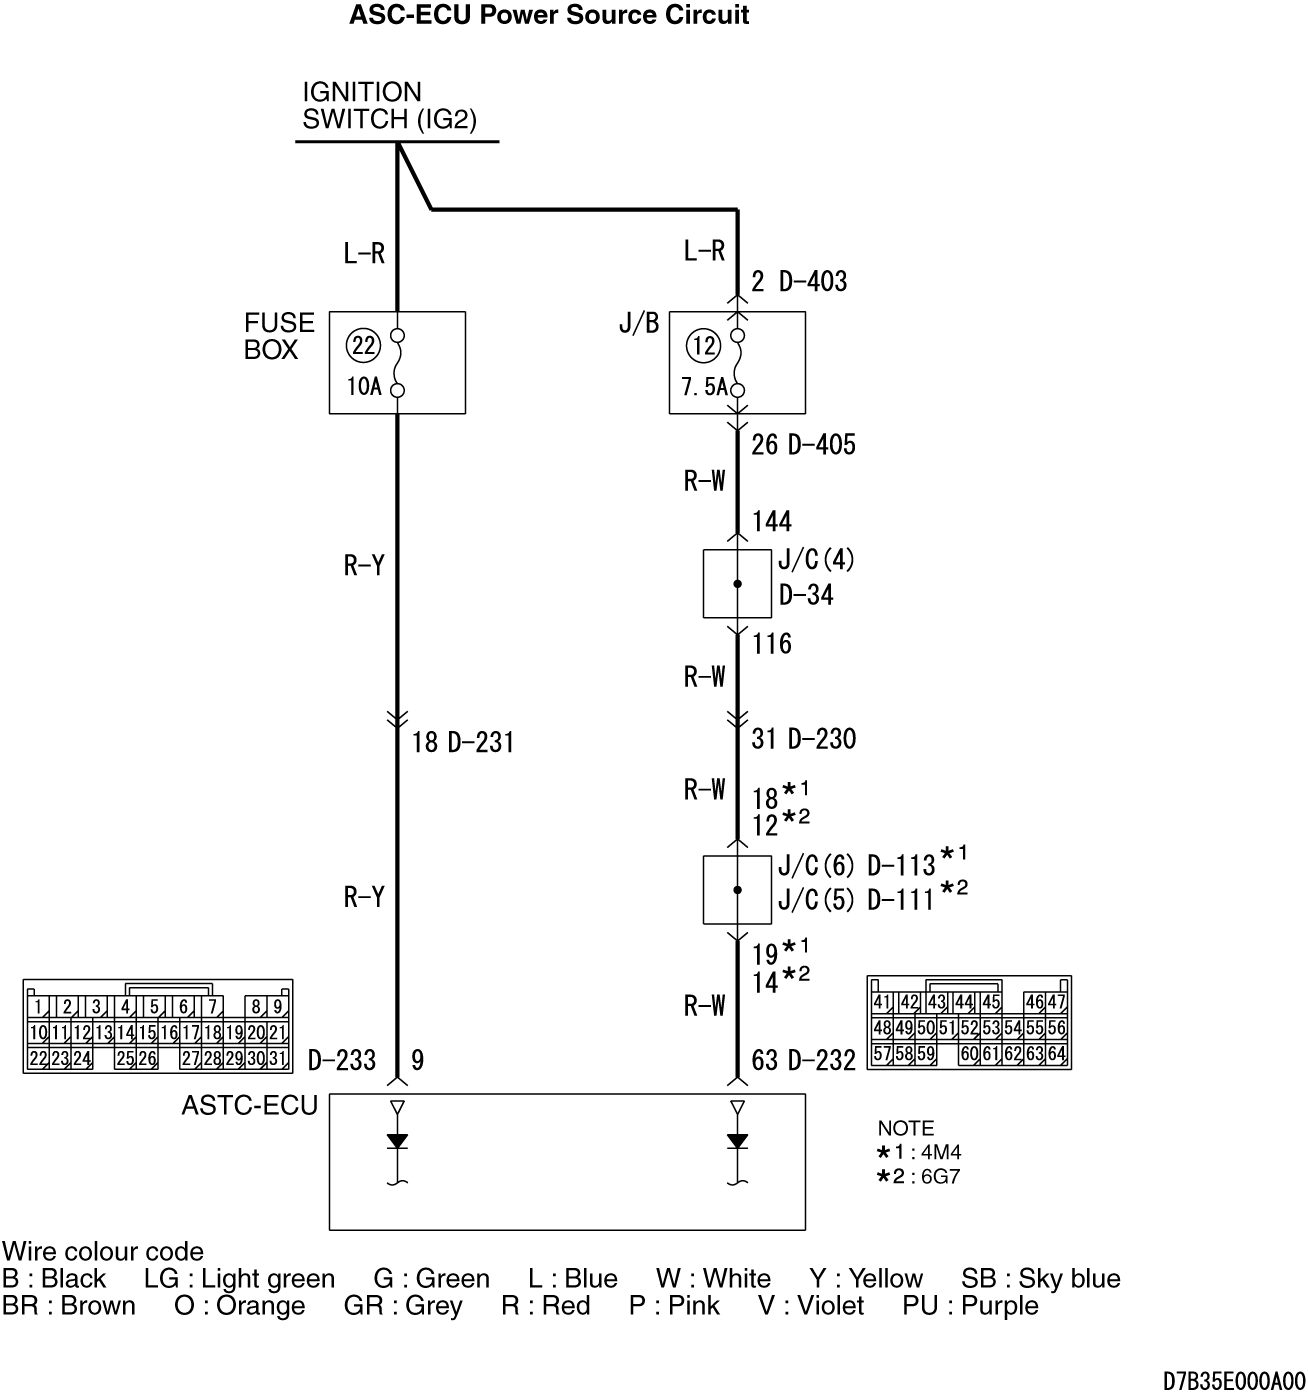 ASC-ECU Power Source Circuit
IGNITION
SWITCH (IG2)
L-R
L-R
2 D-403
FUSE
BOX
22
10A
J/B
12
7.5A
26 D-405
R-W
144
R-Y
J/C(4)
D-34
116
R-W
18 D-231
31 D-230
R-W
18*1
12*2
J/C(6) D-113*1
J/C(5) D-111*2
R-Y
19*1
14*2
R-W
1 2 3 4 5 6 7 8 9
10 11 12 13 14 15 16 17 18 19 20 21
22 23 24 25 26 27 28 29 30 31
D-233 9
63 D-232
41 42 43 44 45 46 47
48 49 50 51 52 53 54 55 56
57 58 59 60 61 62 63 64
ASTC-ECU
NOTE
*1 : 4M4
*2 : 6G7
Wire colour code
B : Black LG : Light green G : Green L : Blue W : White Y : Yellow SB : Sky blue
BR : Brown O : Orange GR : Grey R : Red P : Pink V : Violet PU : Purple
D7B35E000A00